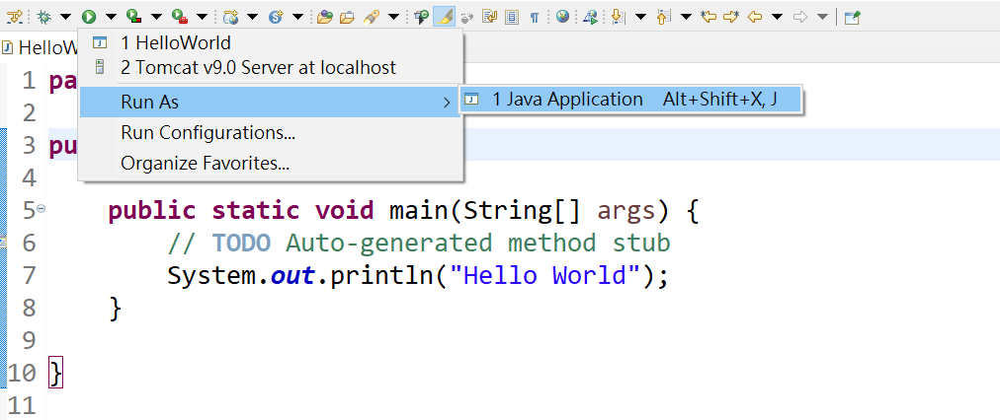 HelloW
1 HelloWorld
2 Tomcat v9.0 Server at localhost
Run As
1 Java Application Alt+Shift+X, J
Run Configurations...
Organize Favorites...
1 pa
2
3 pu
4
5 public static void main(String[] args) {
6 // TODO Auto-generated method stub
7 System.out.println("Hello World");
8 }
9
10 }
11